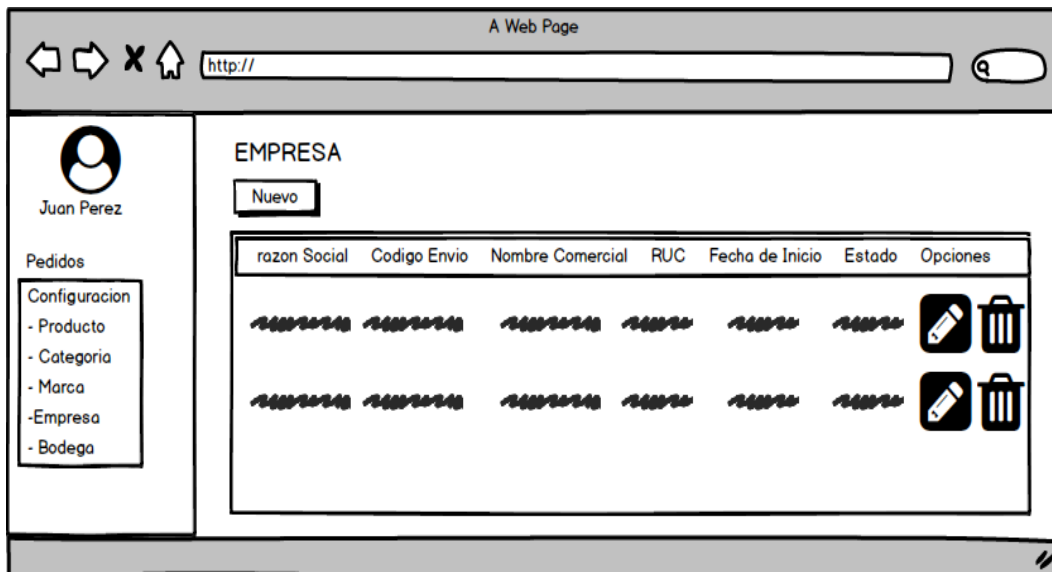 A Web Page
http://
Juan Perez
Pedidos
Configuracion
- Producto
- Categoria
- Marca
-Empresa
- Bodega
EMPRESA
Nuevo
razon Social Codigo Envio Nombre Comercial RUC Fecha de Inicio Estado Opciones